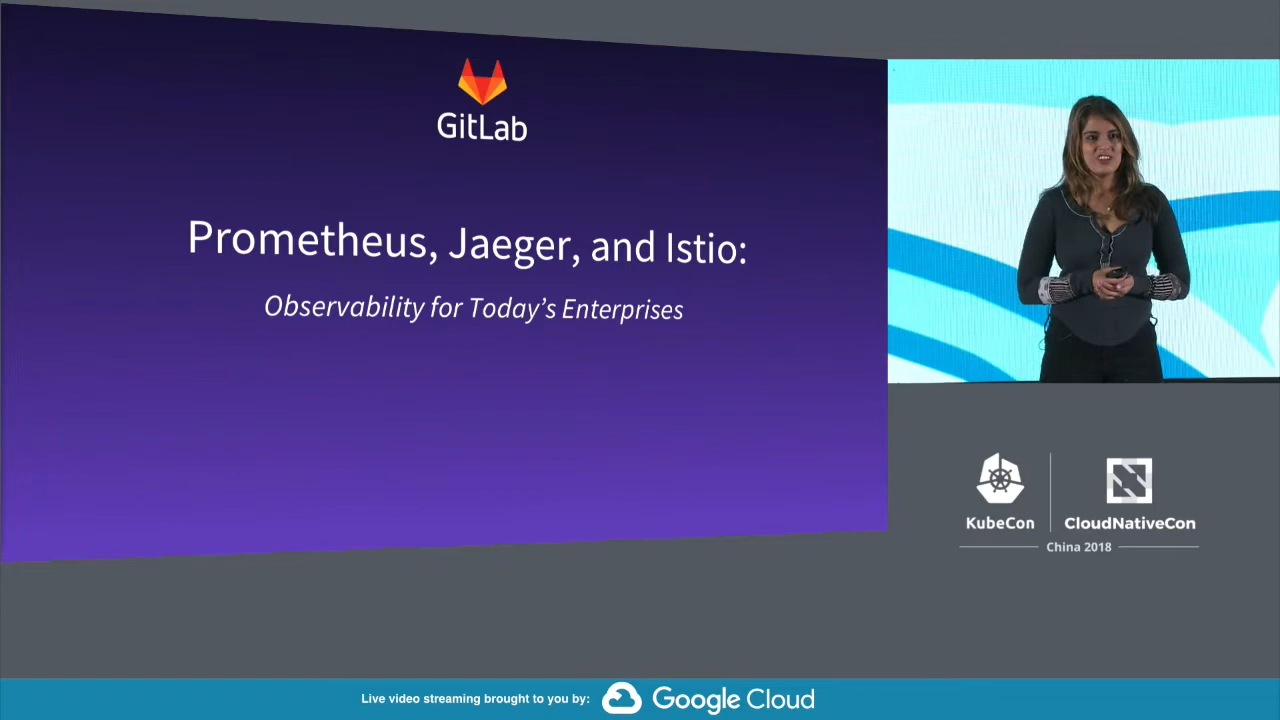 GitLab
Prometheus, Jaeger, and Istio:
Observability for Today's Enterprises
KubeCon
CloudNativeCon
China 2018
Live video streaming brought to you by:
Google Cloud